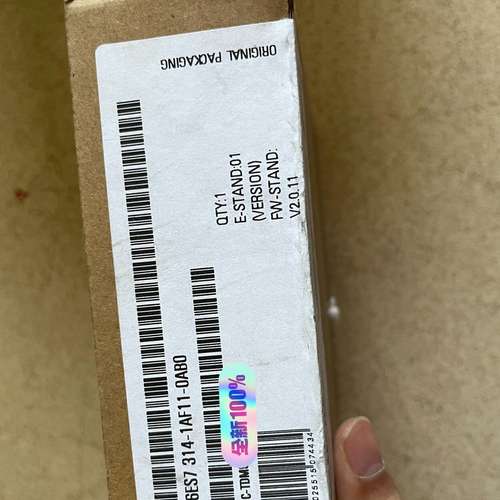 ORIGINAL PACKAGING
QTY:1
E-STAND:01
(VERSION)
FW-STAND:
V2.0.11
6ES7 314-1AF11-0AB0
全新100%
025515074434